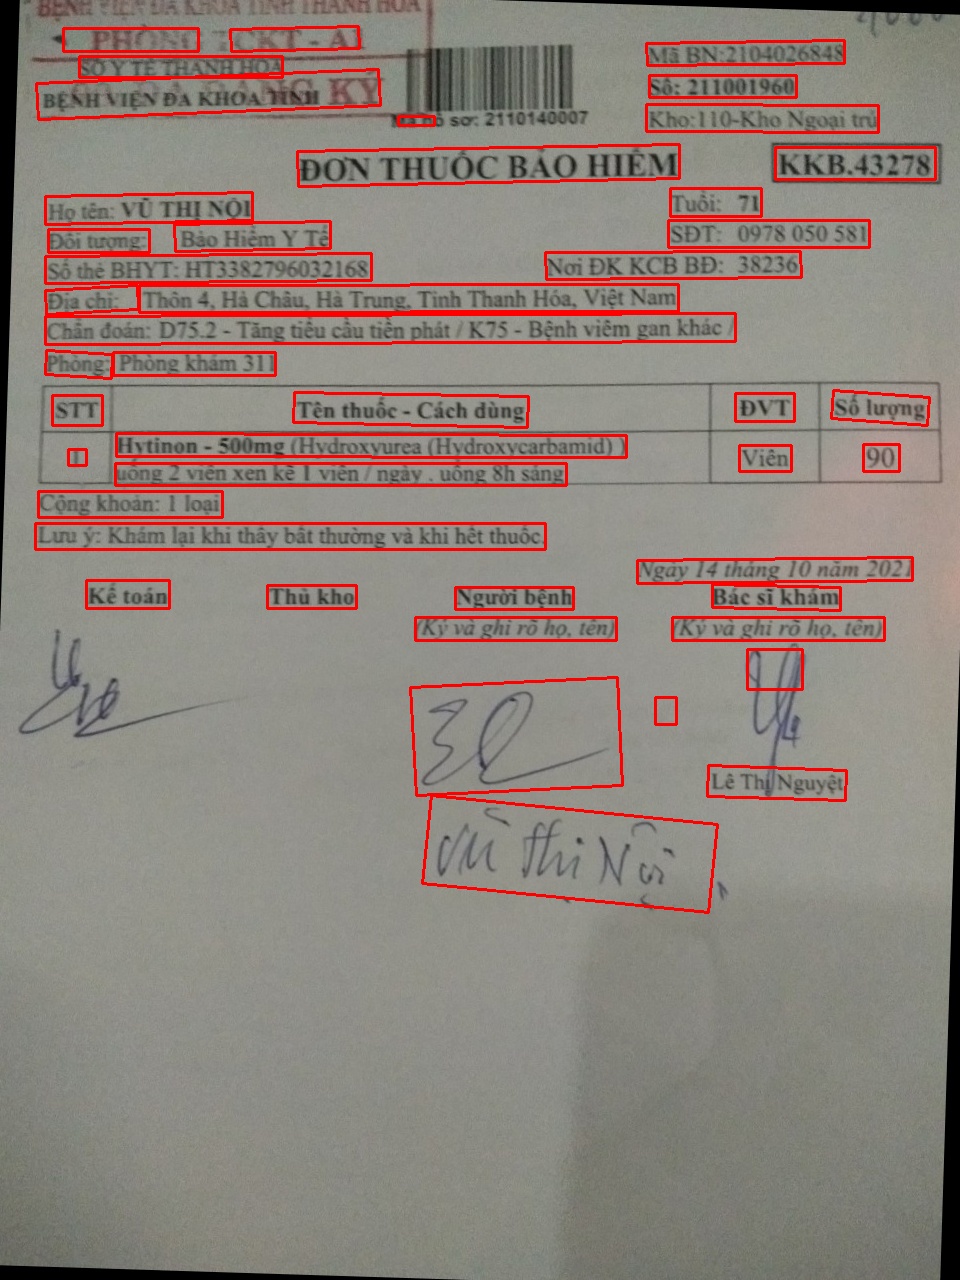 BỆNH VIỆN ĐA KHOA TỈNH THANH HÓA
PHÒNG TCKT - A1
SỞ Y TẾ THANH HÓA
BỆNH VIỆN ĐA KHOA TỈNH
KÝ
Mã hồ sơ: 2110140007
Mã BN:2104026848
Số: 211001960
Kho:110-Kho Ngoại trú
ĐƠN THUỐC BẢO HIỂM
KKB.43278
Họ tên: VŨ THỊ NỘI Tuổi: 71
Đối tượng: Bảo Hiểm Y Tế SĐT: 0978 050 581
Số thẻ BHYT: HT3382796032168 Nơi ĐK KCB BĐ: 38236
Địa chỉ: Thôn 4, Hà Châu, Hà Trung, Tỉnh Thanh Hóa, Việt Nam
Chẩn đoán: D75.2 - Tăng tiểu cầu tiên phát / K75 - Bệnh viêm gan khác /
Phòng: Phòng khám 311
STT Tên thuốc - Cách dùng ĐVT Số lượng
1 Hytinon - 500mg (Hydroxyurea (Hydroxycarbamid) ) Viên 90
uống 2 viên xen kẽ 1 viên / ngày . uống 8h sáng
Cộng khoản: 1 loại
Lưu ý: Khám lại khi thấy bất thường và khi hết thuốc.
Ngày 14 tháng 10 năm 2021
Kế toán Thủ kho Người bệnh Bác sĩ khám
(Ký và ghi rõ họ, tên) (Ký và ghi rõ họ, tên)
Lê Thị Nguyệt
Vũ Thị Nội